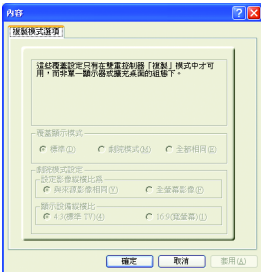 內容
複製模式選項
這些覆蓋設定只有在雙重控制器「複製」模式中才可
用，而非單一顯示器或擴充桌面的組態下。
覆蓋顯示模式
標準(D)
劇院模式(M)
全部相同(E)
劇院模式設定
設定影像縱橫比為
與來源影像相同(Y)
全螢幕影像(P)
顯示設備縱橫比
4:3(標準 TV)(4)
16:9(寬螢幕)(1)
確定
取消
套用(A)